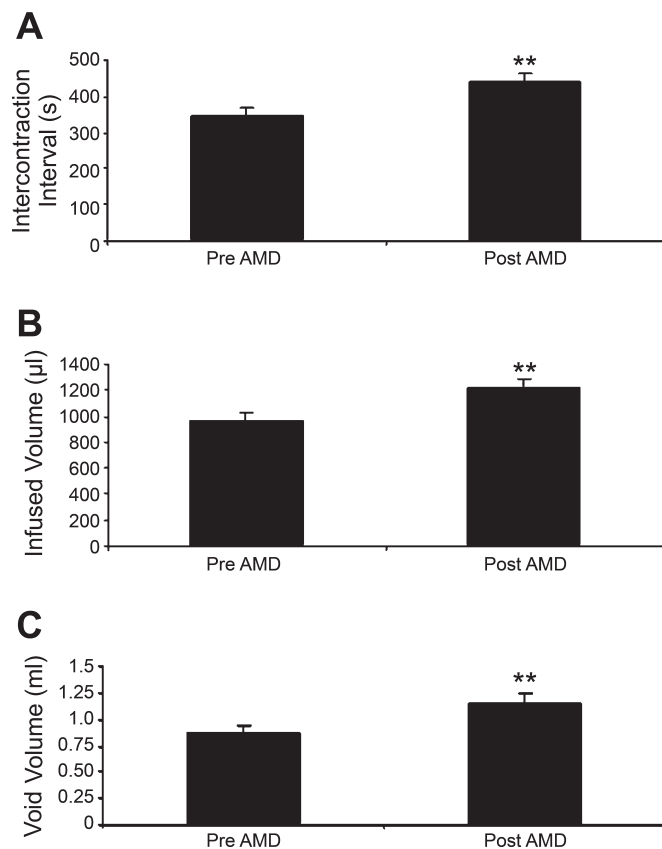 A
Intercontraction
Interval (s)
500
400
300
200
100
0
**
Pre AMD
Post AMD
B
Infused Volume (µl)
1400
1200
1000
800
600
400
200
0
**
Pre AMD
Post AMD
C
Void Volume (ml)
1.5
1.25
1.0
0.75
0.50
0.25
0
**
Pre AMD
Post AMD